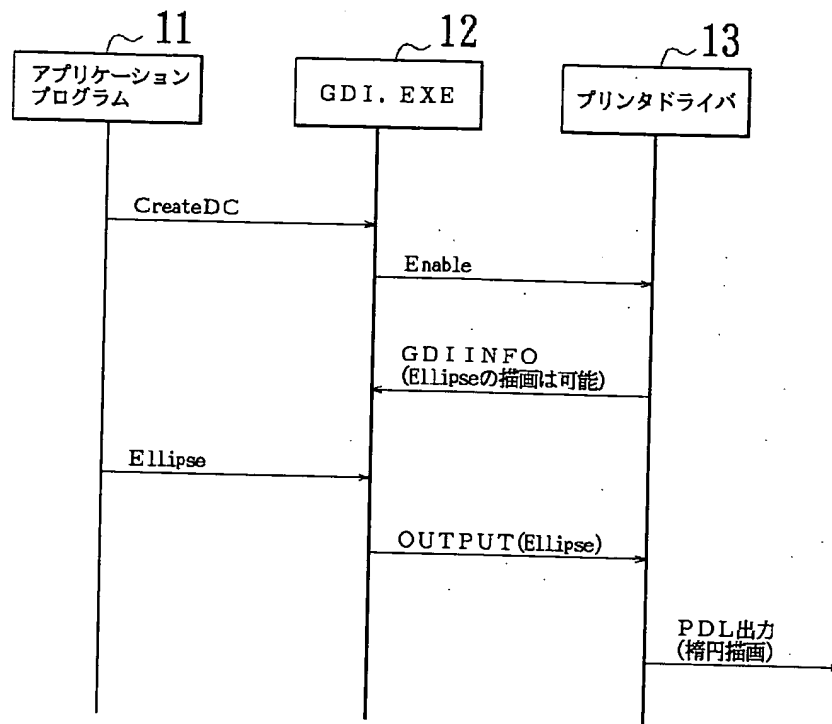 11
12
13
アプリケーション
プログラム
ＧＤＩ．ＥＸＥ
プリンタドライバ
CreateＤＣ
Enable
ＧＤＩＩＮＦＯ
(Ellipseの描画は可能)
Ellipse
ＯＵＴＰＵＴ(Ellipse)
ＰＤＬ出力
(楕円描画)